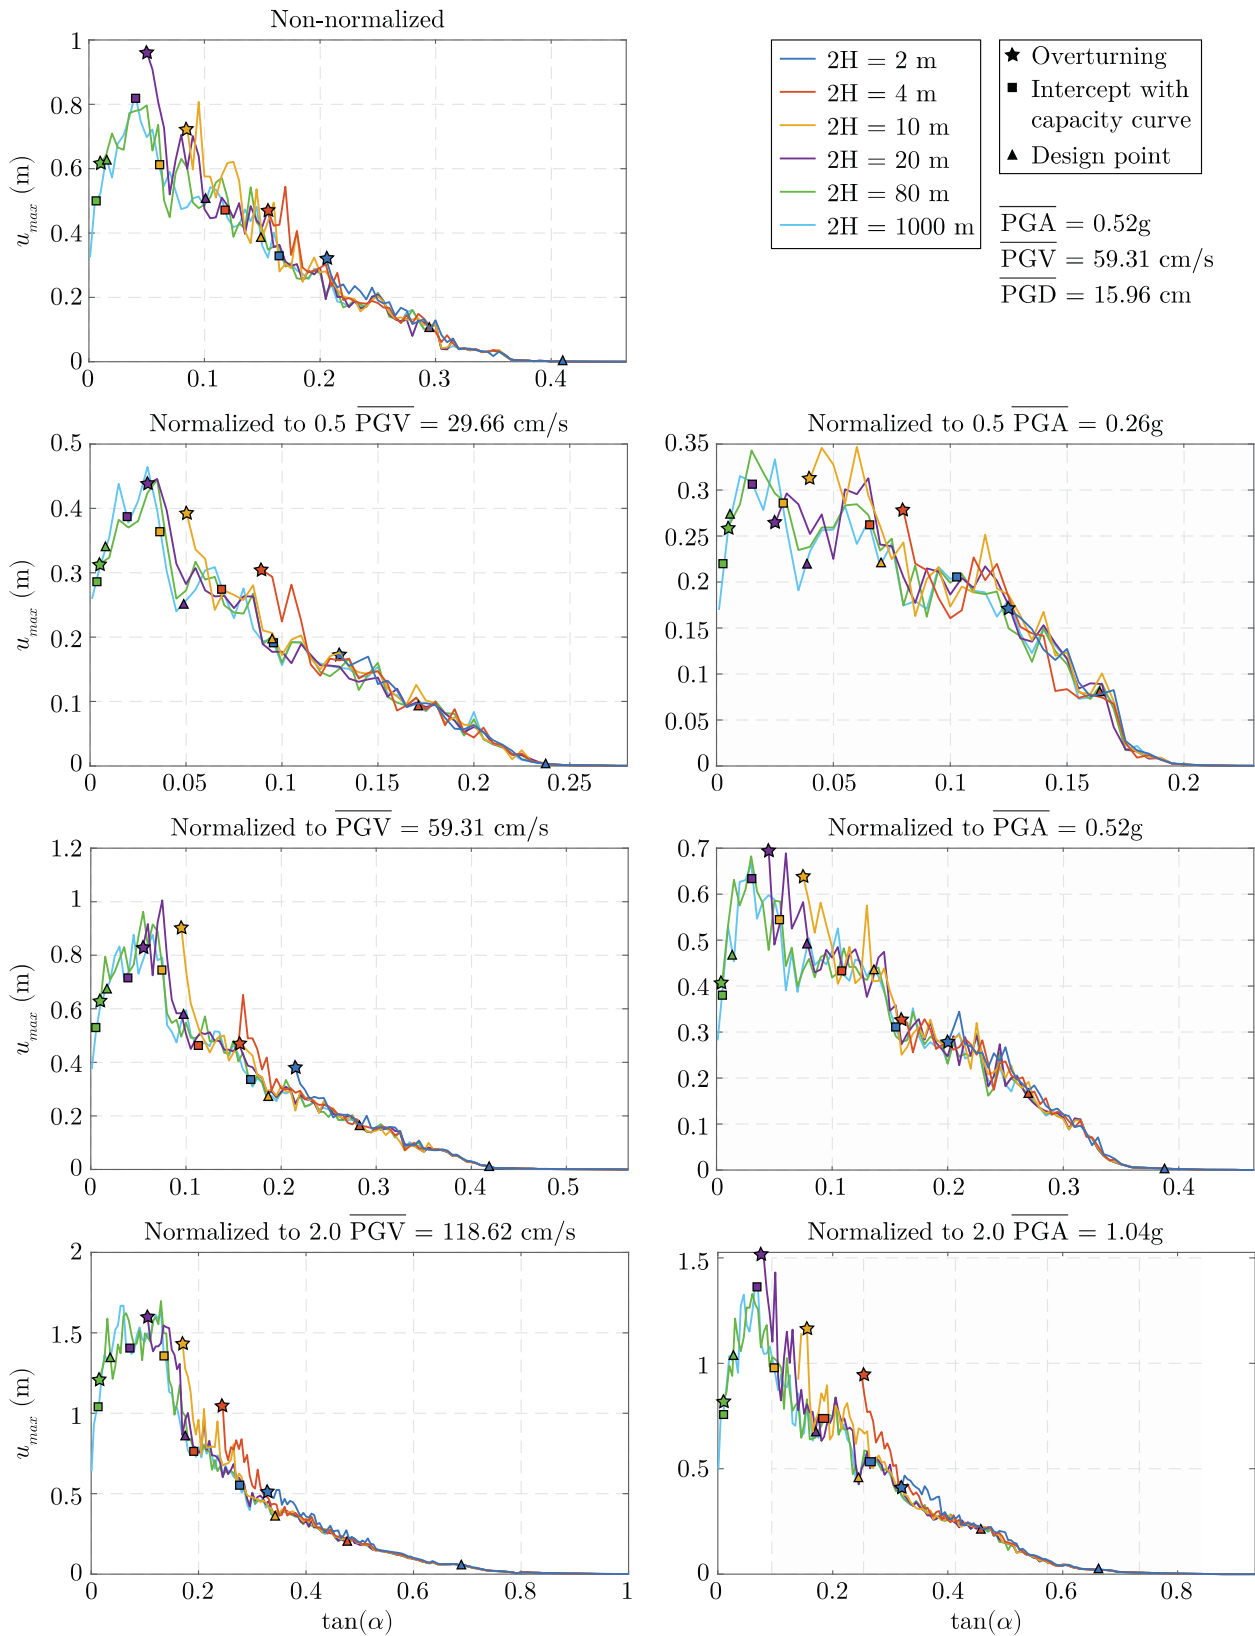 Non-normalized
1
0.8
0.6
0.4
0.2
0
u_max (m)
0 0.1 0.2 0.3 0.4
2H = 2 m
2H = 4 m
2H = 10 m
2H = 20 m
2H = 80 m
2H = 1000 m
Overturning
Intercept with
capacity curve
Design point
PGA = 0.52g
PGV = 59.31 cm/s
PGD = 15.96 cm
Normalized to 0.5 PGV = 29.66 cm/s
0.5
0.4
0.3
0.2
0.1
0
u_max (m)
0 0.05 0.1 0.15 0.2 0.25
Normalized to 0.5 PGA = 0.26g
0.35
0.3
0.25
0.2
0.15
0.1
0.05
0
0 0.05 0.1 0.15 0.2
Normalized to PGV = 59.31 cm/s
1.2
1
0.8
0.6
0.4
0.2
0
u_max (m)
0 0.1 0.2 0.3 0.4 0.5
Normalized to PGA = 0.52g
0.7
0.6
0.5
0.4
0.3
0.2
0.1
0
0 0.1 0.2 0.3 0.4
Normalized to 2.0 PGV = 118.62 cm/s
2
1.5
1
0.5
0
u_max (m)
0 0.2 0.4 0.6 0.8 1
tan(α)
Normalized to 2.0 PGA = 1.04g
1.5
1
0.5
0
0 0.2 0.4 0.6 0.8
tan(α)